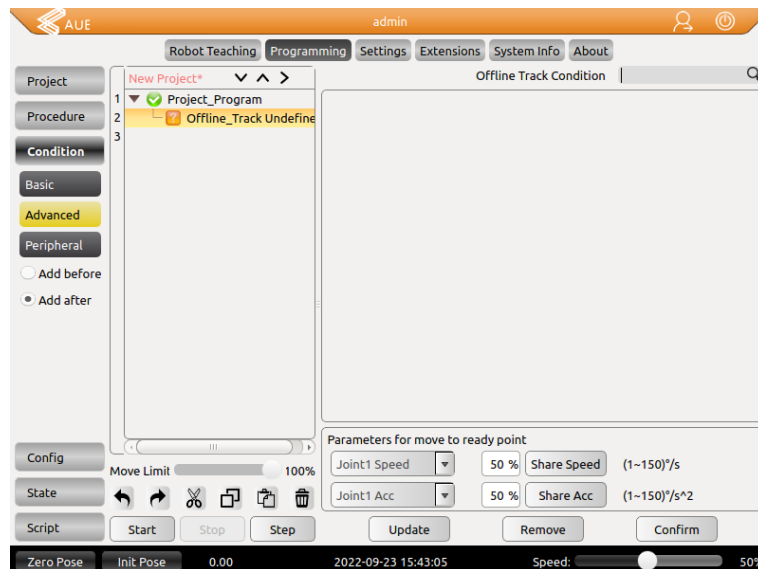 AUE
admin
Robot Teaching Programming Settings Extensions System Info About
Project
New Project*
Offline Track Condition
1 Project_Program
Procedure
2 Offline_Track Undefine
3
Condition
Basic
Advanced
Peripheral
Add before
Add after
Parameters for move to ready point
Config
Move Limit 100%
Joint1 Speed 50 % Share Speed (1~150)°/s
State
Joint1 Acc 50 % Share Acc (1~150)°/s^2
Script
Start Stop Step Update Remove Confirm
Zero Pose Init Pose 0.00 2022-09-23 15:43:05 Speed: 50%